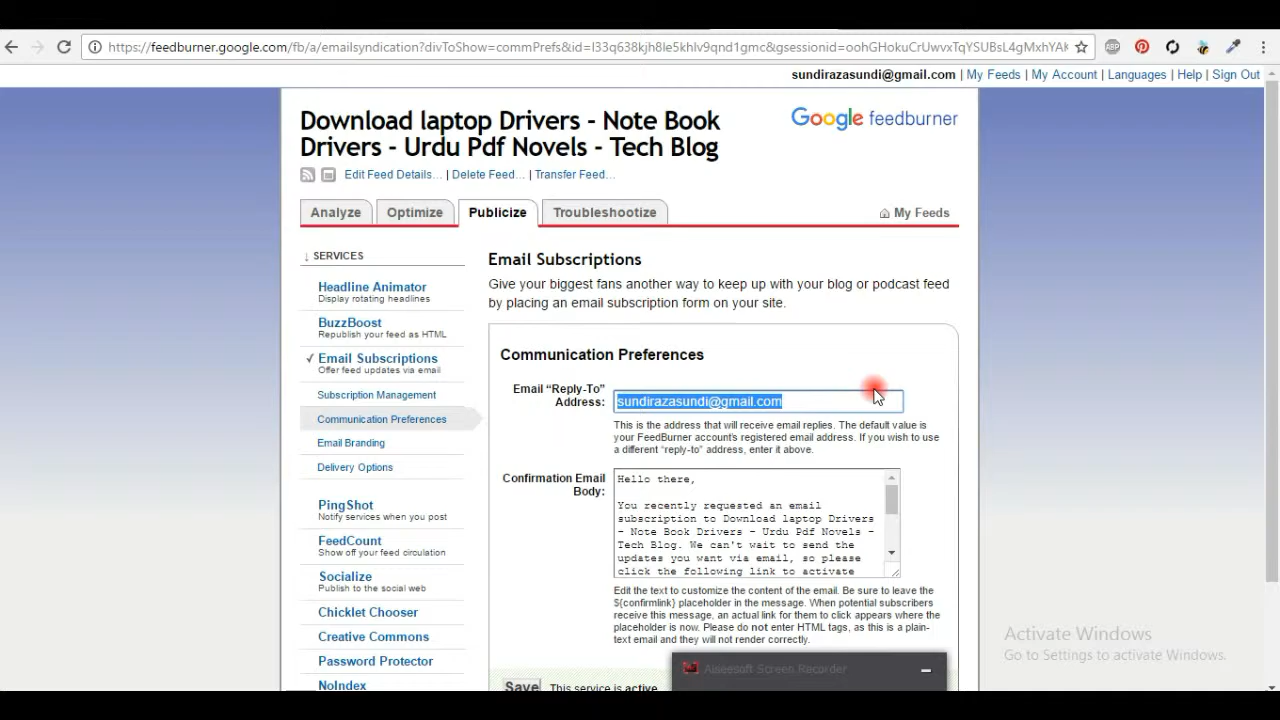 https://feedburner.google.com/fb/a/emailsyndication?divToShow=commPrefs&id=l33q638kjh8le5khlv9qnd1gmc&gsessionid=oohGHokuCrUwvxTqYSUBsL4gMxhYAK
ABP
sundirazasundi@gmail.com | My Feeds | My Account | Languages | Help | Sign Out
Download laptop Drivers - Note Book
Drivers - Urdu Pdf Novels - Tech Blog
Google feedburner
Edit Feed Details... | Delete Feed... | Transfer Feed...
Analyze
Optimize
Publicize
Troubleshootize
My Feeds
↓ SERVICES
Headline Animator
Display rotating headlines
BuzzBoost
Republish your feed as HTML
✓ Email Subscriptions
Offer feed updates via email
Subscription Management
Communication Preferences
Email Branding
Delivery Options
PingShot
Notify services when you post
FeedCount
Show off your feed circulation
Socialize
Publish to the social web
Chicklet Chooser
Creative Commons
Password Protector
NoIndex
Email Subscriptions
Give your biggest fans another way to keep up with your blog or podcast feed
by placing an email subscription form on your site.
Communication Preferences
Email “Reply-To”
Address:
sundirazasundi@gmail.com
This is the address that will receive email replies. The default value is
your FeedBurner account's registered email address. If you wish to use
a different “reply-to” address, enter it above.
Confirmation Email
Body:
Hello there,
You recently requested an email
subscription to Download laptop Drivers
- Note Book Drivers - Urdu Pdf Novels -
Tech Blog. We can't wait to send the
updates you want via email, so please
click the following link to activate
Edit the text to customize the content of the email. Be sure to leave the
${confirmlink} placeholder in the message. When potential subscribers
receive this message, an actual link for them to click appears where the
placeholder is now. Please do not enter HTML tags, as this is a plain-
text email and they will not render correctly.
Save
This service is active
Aiseesoft Screen Recorder
Activate Windows
Go to Settings to activate Windows.